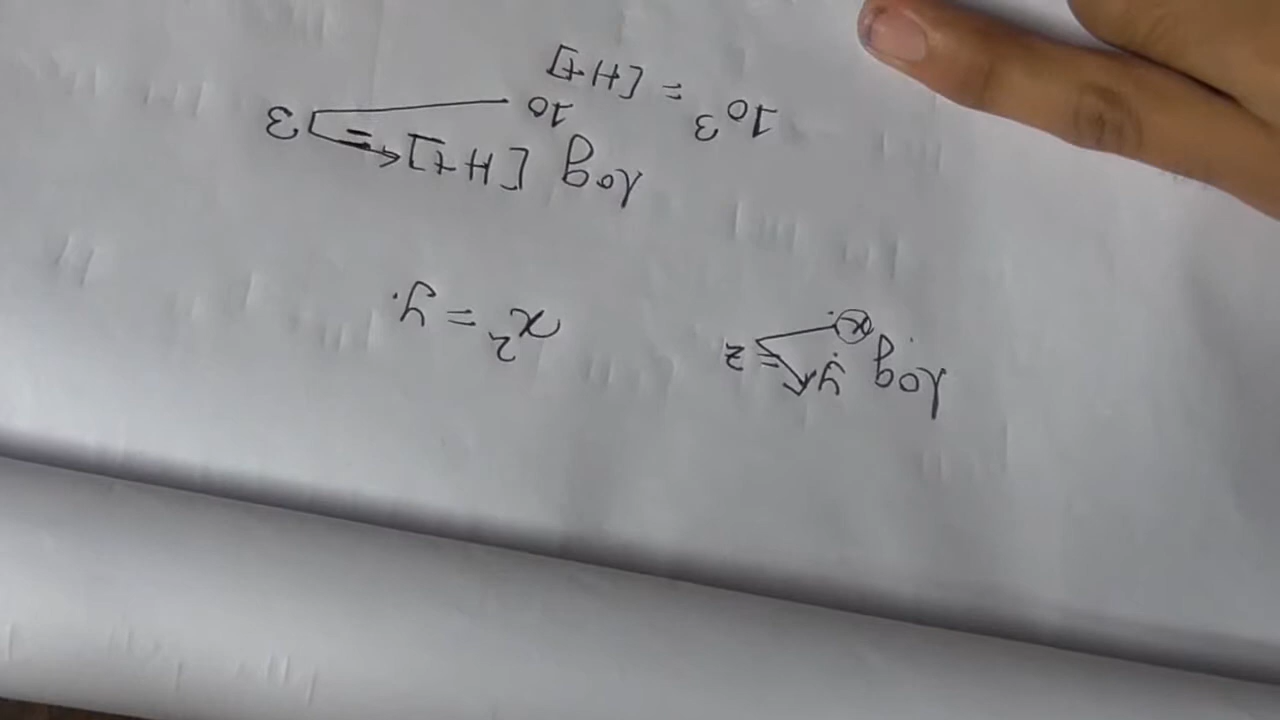 log_x y = z x^z = y.
log_10 [H+] = 3
10^3 = [H+]